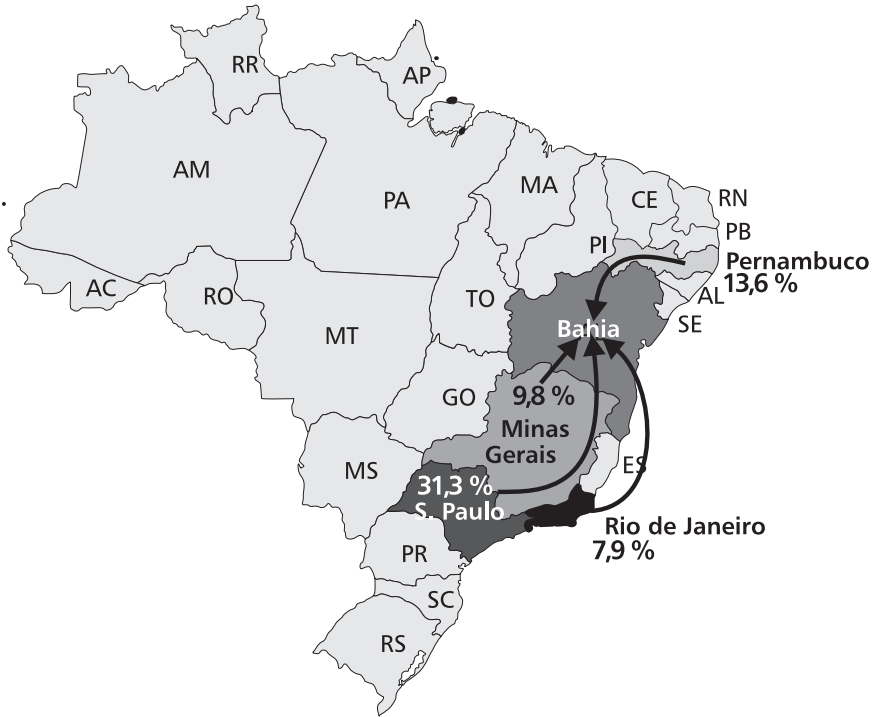 RR
AP
AM
PA
MA
CE
RN
PB
PI
Pernambuco
13,6 %
AC
RO
TO
AL
SE
MT
Bahia
GO
9,8 %
Minas
Gerais
MS
ES
31,3 %
S. Paulo
Rio de Janeiro
7,9 %
PR
SC
RS